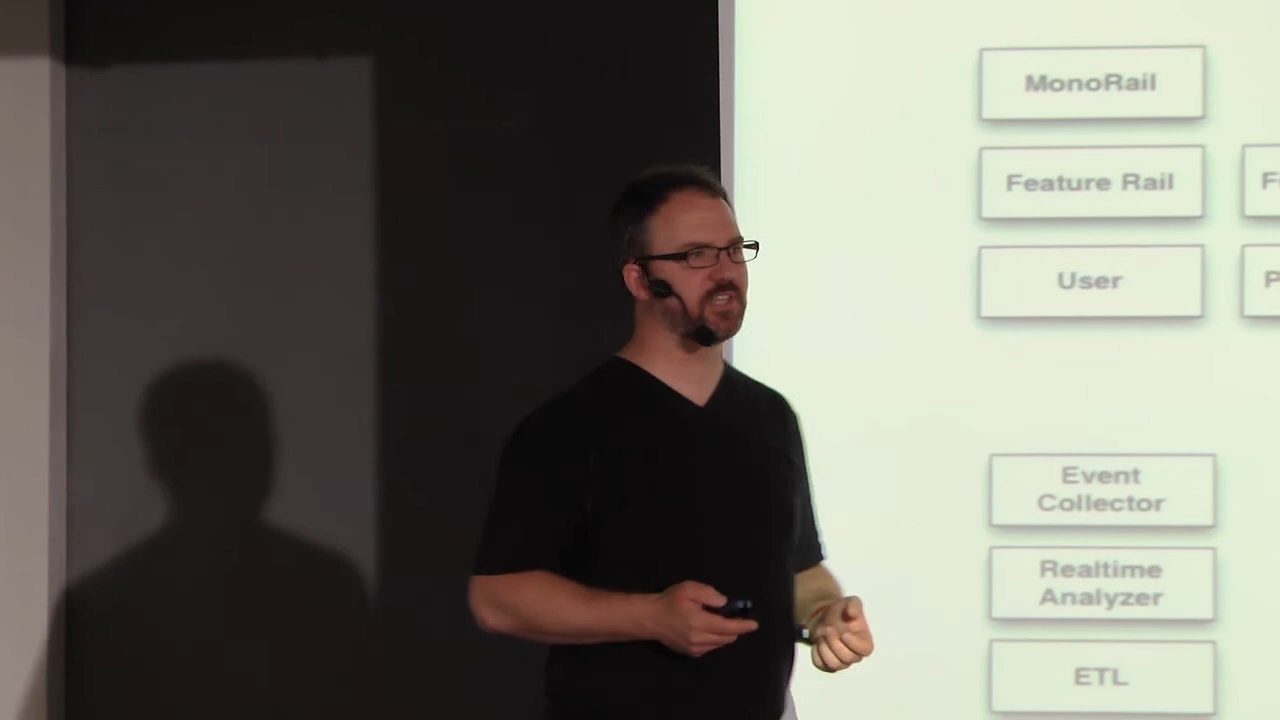 MonoRail
Feature Rail
User
Event
Collector
Realtime
Analyzer
ETL